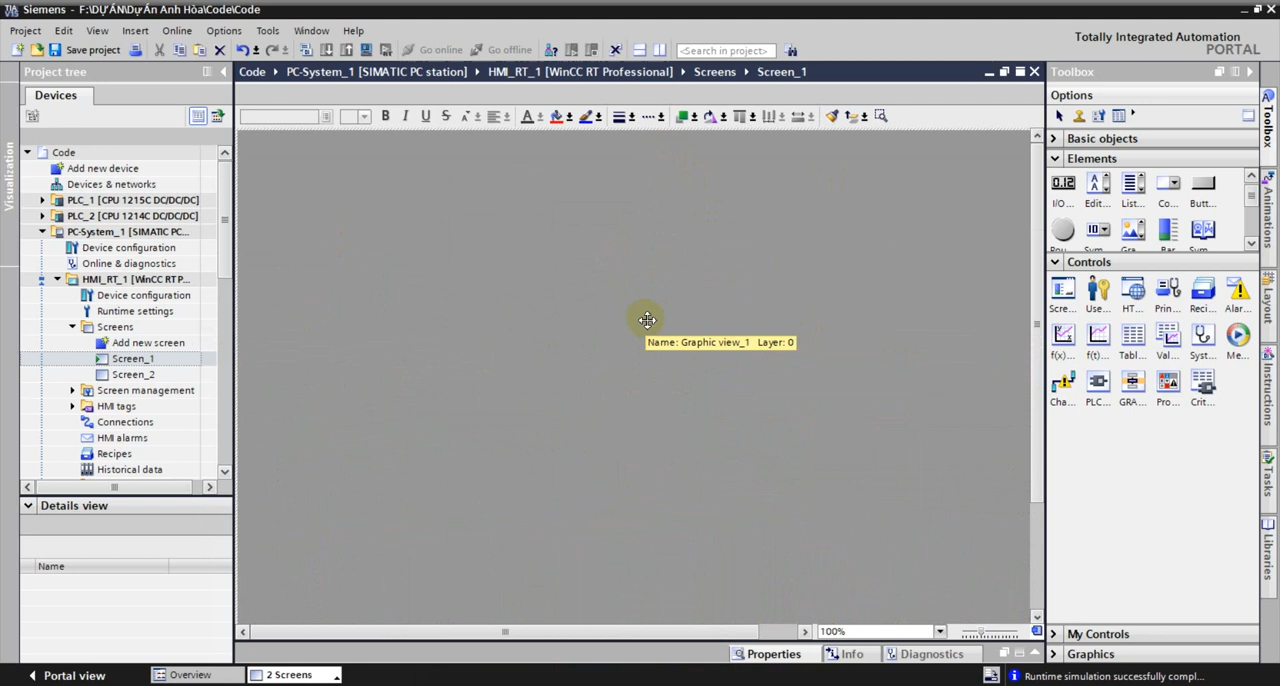 Siemens - F:\DỰ ÁN\Dự Án Anh Hòa\Code\Code
Project Edit View Insert Online Options Tools Window Help
Totally Integrated Automation
PORTAL
Save project
Go online
Go offline
<Search in project>
Project tree
Code PC-System_1 [SIMATIC PC station] HMI_RT_1 [WinCC RT Professional] Screens Screen_1
Toolbox
Devices
Options
B I U S
Code
Add new device
Devices & networks
PLC_1 [CPU 1215C DC/DC/DC]
PLC_2 [CPU 1214C DC/DC/DC]
PC-System_1 [SIMATIC PC...
Device configuration
Online & diagnostics
HMI_RT_1 [WinCC RT P...
Device configuration
Runtime settings
Screens
Add new screen
Screen_1
Screen_2
Screen management
HMI tags
Connections
HMI alarms
Recipes
Historical data
Details view
Name
Visualization
Name: Graphic view_1 Layer: 0
100%
Properties
Info
Diagnostics
Basic objects
Elements
0.12
I/O... Edit... List... Co... Butt...
10
Sym... Gra... Bar Sym...
Controls
Scre... Use... HT... Prin... Reci... Alar...
f(x)... f(t)... Tabl... Val... Syst... Me...
Cha... PLC... GRA... Pro... Crit...
My Controls
Graphics
Toolbox
Animations
Layout
Instructions
Tasks
Libraries
Portal view
Overview
2 Screens
Runtime simulation successfully compl...